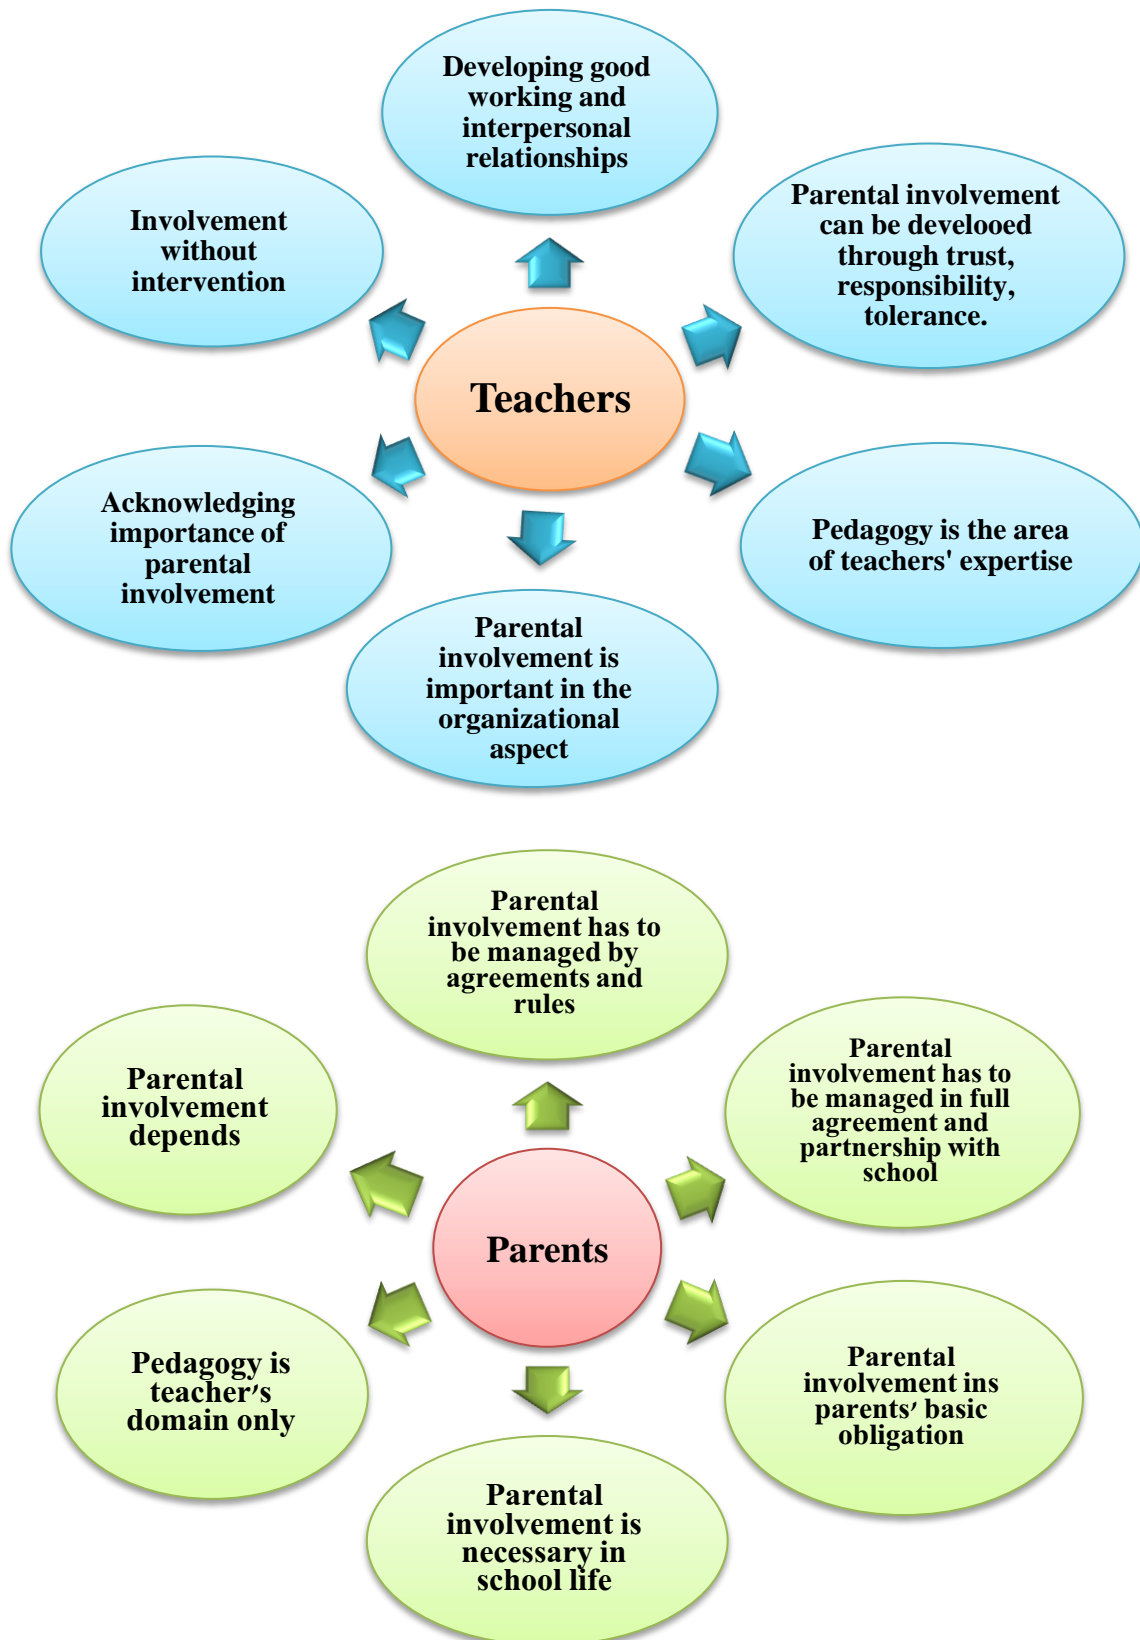 Developing good
working and
interpersonal
relationships
Involvement
without
intervention
Parental involvement
can be develooed
through trust,
responsibility,
tolerance.
Teachers
Acknowledging
importance of
parental
involvement
Pedagogy is the area
of teachers' expertise
Parental
involvement is
important in the
organizational
aspect
Parental
involvement has to
be managed by
agreements and
rules
Parental
involvement
depends
Parental
involvement has to
be managed in full
agreement and
partnership with
school
Parents
Pedagogy is
teacher's
domain only
Parental
involvement ins
parents' basic
obligation
Parental
involvement is
necessary in
school life